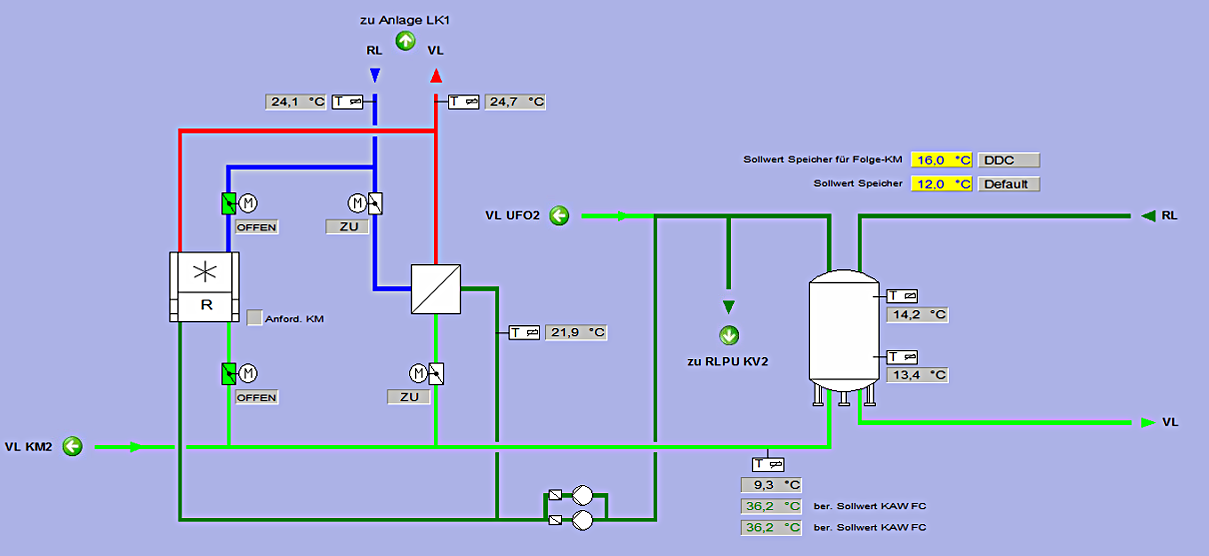 zu Anlage LK1
RL
VL
24,1 °C
T
T
24,7 °C
Sollwert Speicher für Folge-KM
16,0 °C
DDC
Sollwert Speicher
12,0 °C
Default
M
OFFEN
M
ZU
VL UFO2
RL
R
Anford. KM
T
21,9 °C
zu RLPU KV2
T
14,2 °C
T
13,4 °C
M
OFFEN
M
ZU
VL
VL KM2
T
9,3 °C
36,2 °C
ber. Sollwert KAW FC
36,2 °C
ber. Sollwert KAW FC